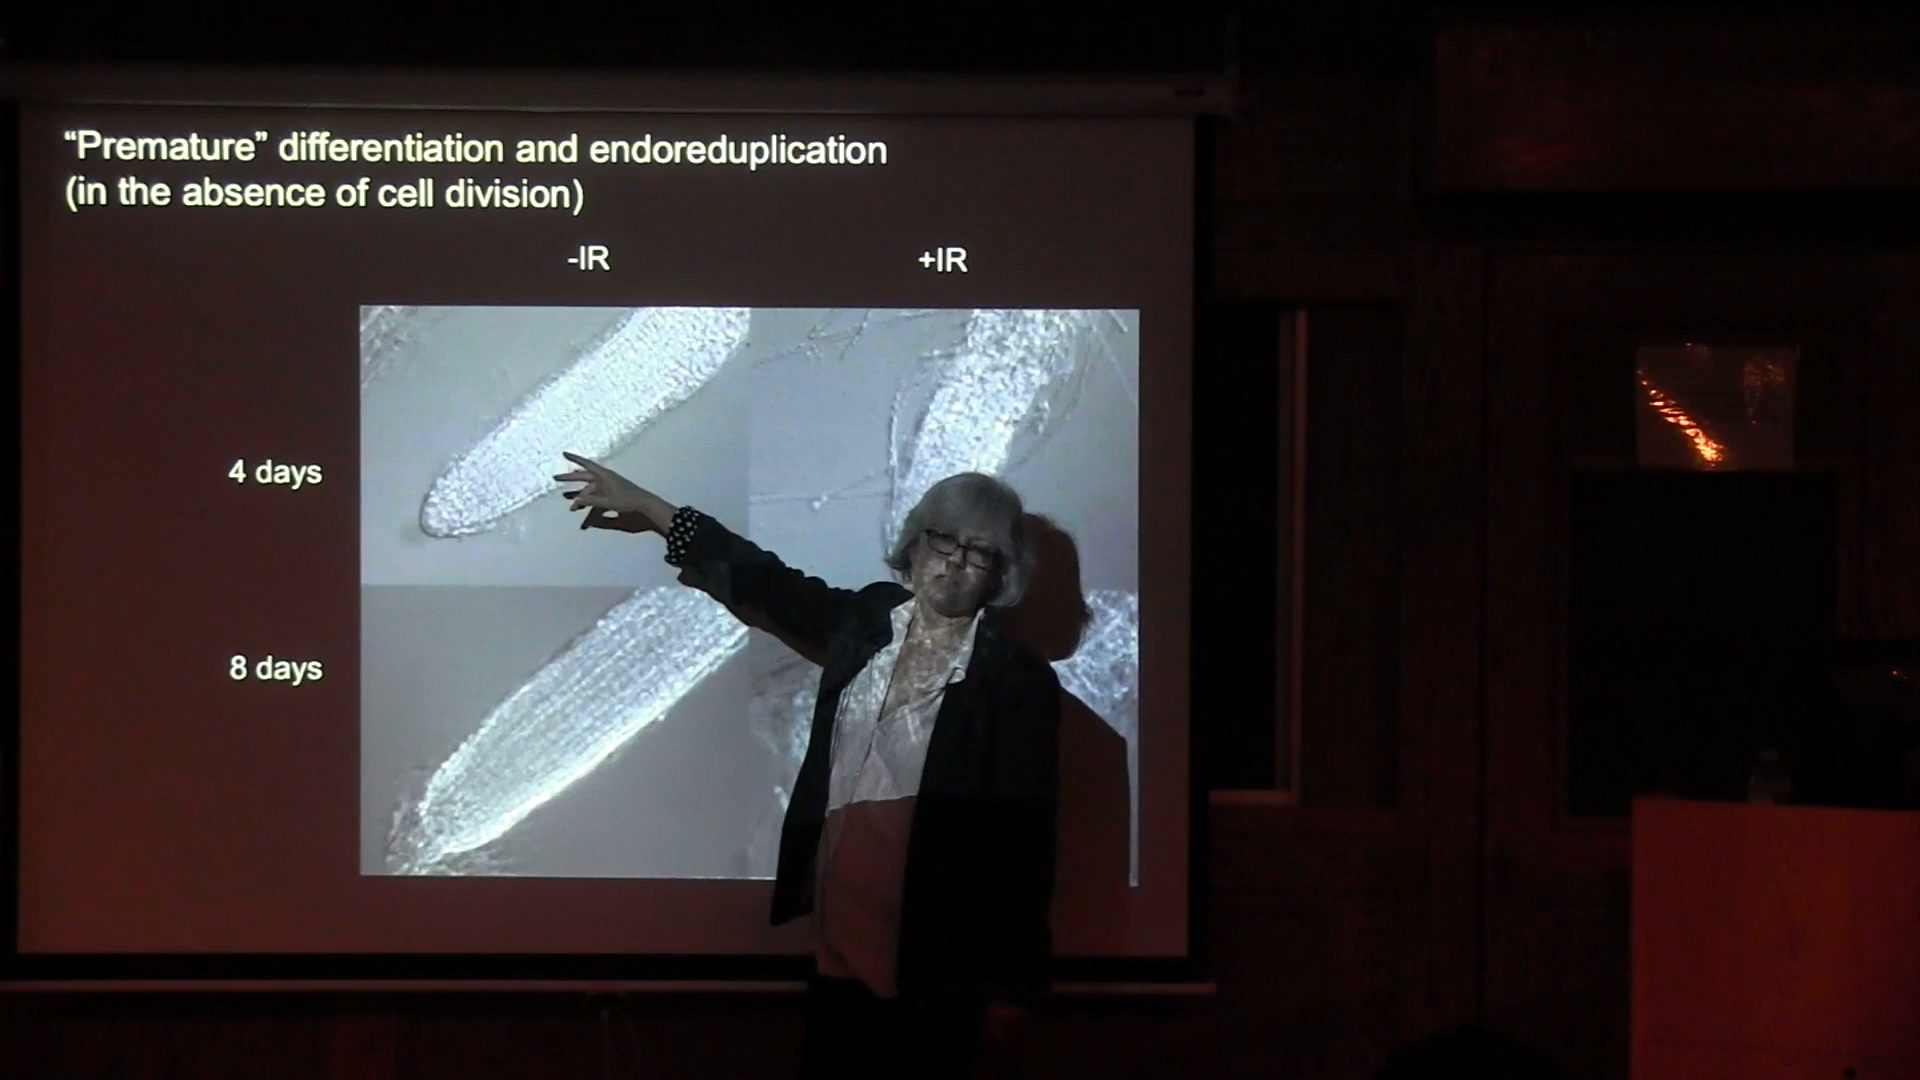 “Premature” differentiation and endoreduplication
(in the absence of cell division)
-IR +IR
4 days
8 days